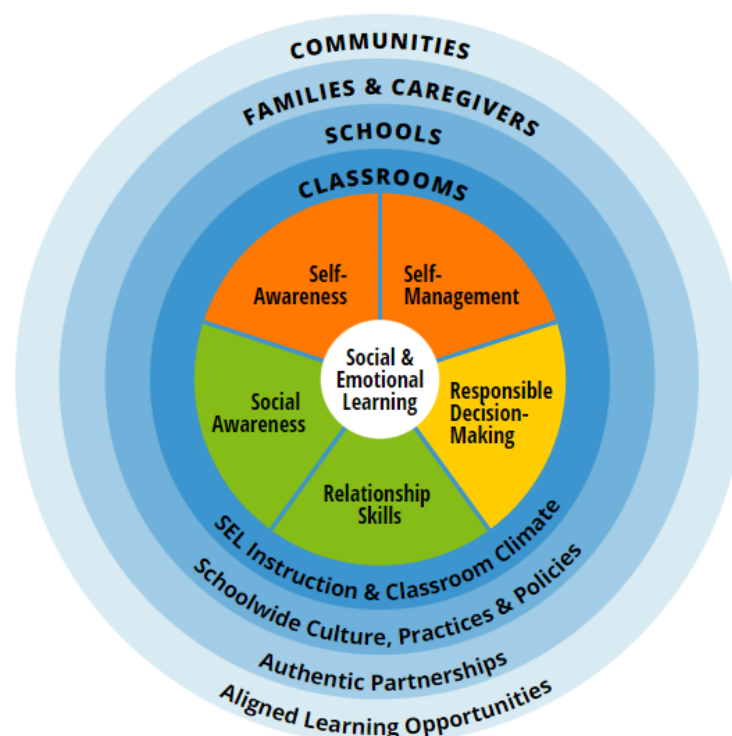 COMMUNITIES
FAMILIES & CAREGIVERS
SCHOOLS
CLASSROOMS
Self-
Awareness
Self-
Management
Social &
Emotional
Learning
Social
Awareness
Responsible
Decision-
Making
Relationship
Skills
SEL Instruction & Classroom Climate
Schoolwide Culture, Practices & Policies
Authentic Partnerships
Aligned Learning Opportunities